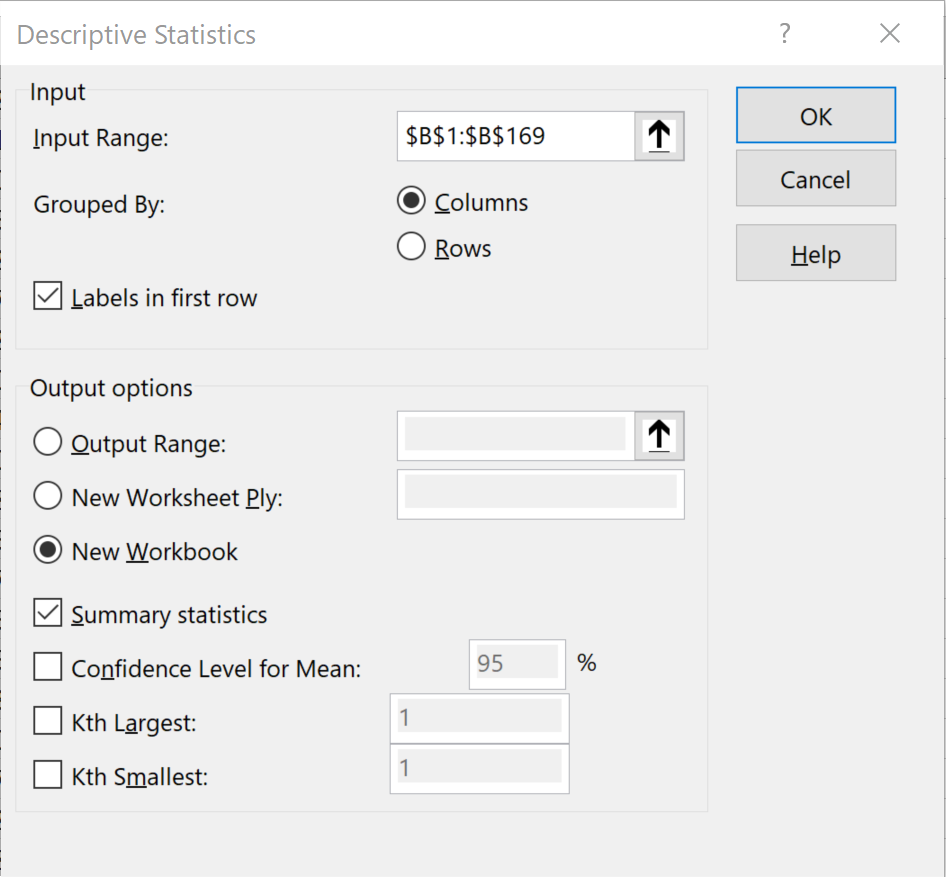 Descriptive Statistics ?
Input
Input Range: $B$1:$B$169
Grouped By: Columns
Rows
Labels in first row
OK
Cancel
Help
Output options
Output Range:
New Worksheet Ply:
New Workbook
Summary statistics
Confidence Level for Mean: 95 %
Kth Largest: 1
Kth Smallest: 1